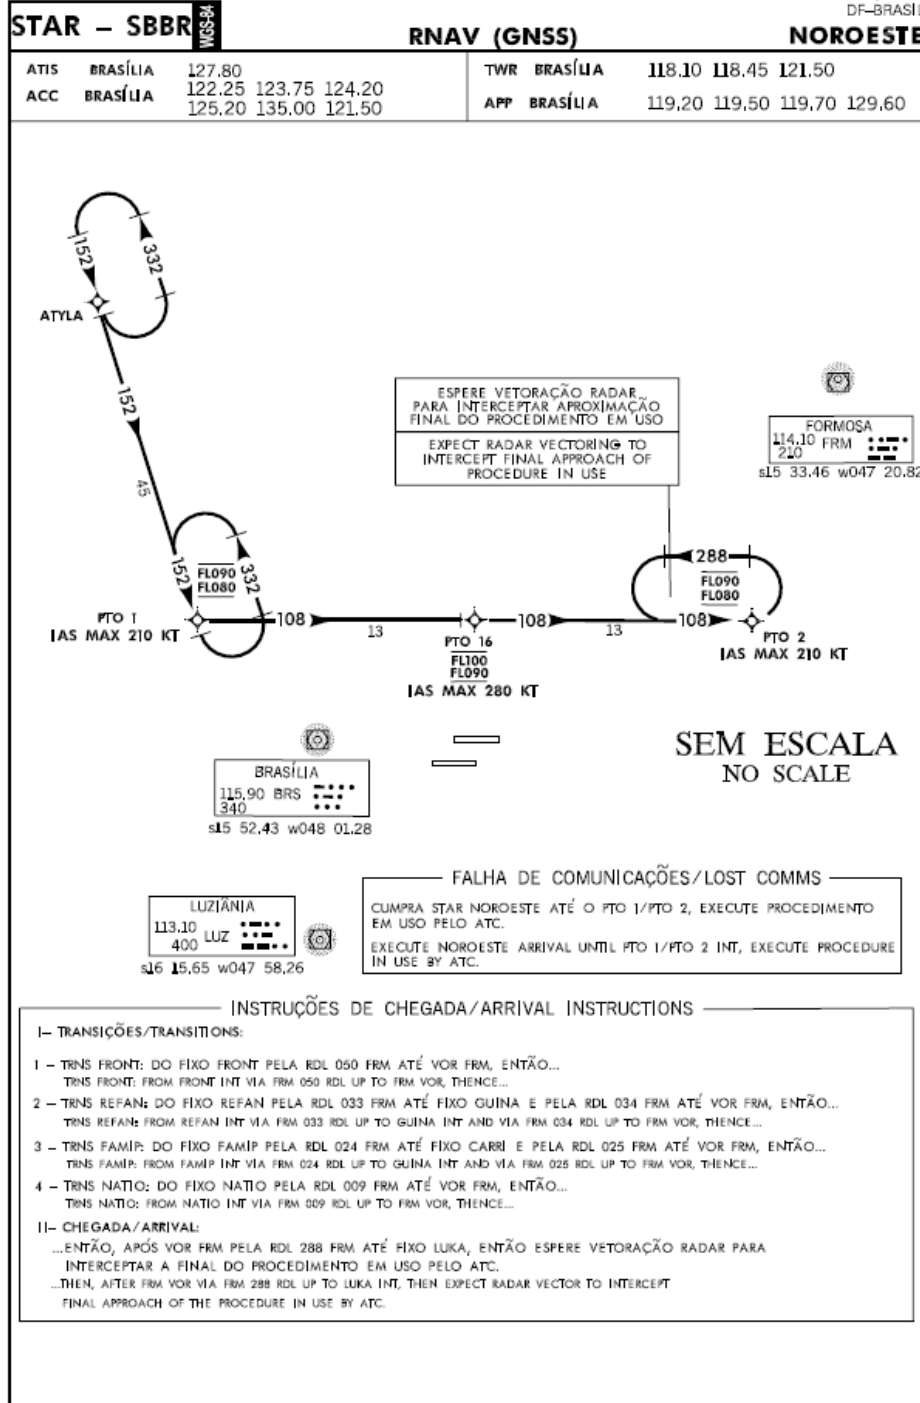 DF–BRASIL
STAR – SBBR
WGS-84
RNAV (GNSS)
NOROESTE
ATIS BRASÍLIA 127.80
ACC BRASÍLIA 122.25 123.75 124.20
125.20 135.00 121.50
TWR BRASÍLIA 118.10 118.45 121.50
APP BRASÍLIA 119.20 119.50 119.70 129.60
152
332
ATYLA
152
45
ESPERE VETORAÇÃO RADAR
PARA INTERCEPTAR APROXIMAÇÃO
FINAL DO PROCEDIMENTO EM USO
EXPECT RADAR VECTORING TO
INTERCEPT FINAL APPROACH OF
PROCEDURE IN USE
FORMOSA
114.10 FRM
210
s15 33.46 w047 20.82
152
FL090
FL080
332
PTO 1
IAS MAX 210 KT
108
13
PTO 16
FL100
FL090
IAS MAX 280 KT
108
13
288
FL090
FL080
108
PTO 2
IAS MAX 210 KT
SEM ESCALA
NO SCALE
BRASÍLIA
115.90 BRS
340
s15 52.43 w048 01.28
LUZIÂNIA
113.10
400 LUZ
s16 15.65 w047 58.26
FALHA DE COMUNICAÇÕES/LOST COMMS
CUMPRA STAR NOROESTE ATÉ O PTO 1/PTO 2, EXECUTE PROCEDIMENTO
EM USO PELO ATC.
EXECUTE NOROESTE ARRIVAL UNTIL PTO 1/PTO 2 INT, EXECUTE PROCEDURE
IN USE BY ATC.
INSTRUÇÕES DE CHEGADA/ARRIVAL INSTRUCTIONS
I– TRANSIÇÕES/TRANSITIONS:
1 – TRNS FRONT: DO FIXO FRONT PELA RDL 050 FRM ATÉ VOR FRM, ENTÃO...
TRNS FRONT: FROM FRONT INT VIA FRM 050 RDL UP TO FRM VOR, THENCE...
2 – TRNS REFAN: DO FIXO REFAN PELA RDL 033 FRM ATÉ FIXO GUINA E PELA RDL 034 FRM ATÉ VOR FRM, ENTÃO...
TRNS REFAN: FROM REFAN INT VIA FRM 033 RDL UP TO GUINA INT AND VIA FRM 034 RDL UP TO FRM VOR, THENCE...
3 – TRNS FAMIP: DO FIXO FAMIP PELA RDL 024 FRM ATÉ FIXO CARRI E PELA RDL 025 FRM ATÉ VOR FRM, ENTÃO...
TRNS FAMIP: FROM FAMIP INT VIA FRM 024 RDL UP TO GUINA INT AND VIA FRM 025 RDL UP TO FRM VOR, THENCE...
4 – TRNS NATIO: DO FIXO NATIO PELA RDL 009 FRM ATÉ VOR FRM, ENTÃO...
TRNS NATIO: FROM NATIO INT VIA FRM 009 RDL UP TO FRM VOR, THENCE...
II– CHEGADA/ARRIVAL:
...ENTÃO, APÓS VOR FRM PELA RDL 288 FRM ATÉ FIXO LUKA, ENTÃO ESPERE VETORAÇÃO RADAR PARA
INTERCEPTAR A FINAL DO PROCEDIMENTO EM USO PELO ATC.
...THEN, AFTER FRM VOR VIA FRM 288 RDL UP TO LUKA INT, THEN EXPECT RADAR VECTOR TO INTERCEPT
FINAL APPROACH OF THE PROCEDURE IN USE BY ATC.